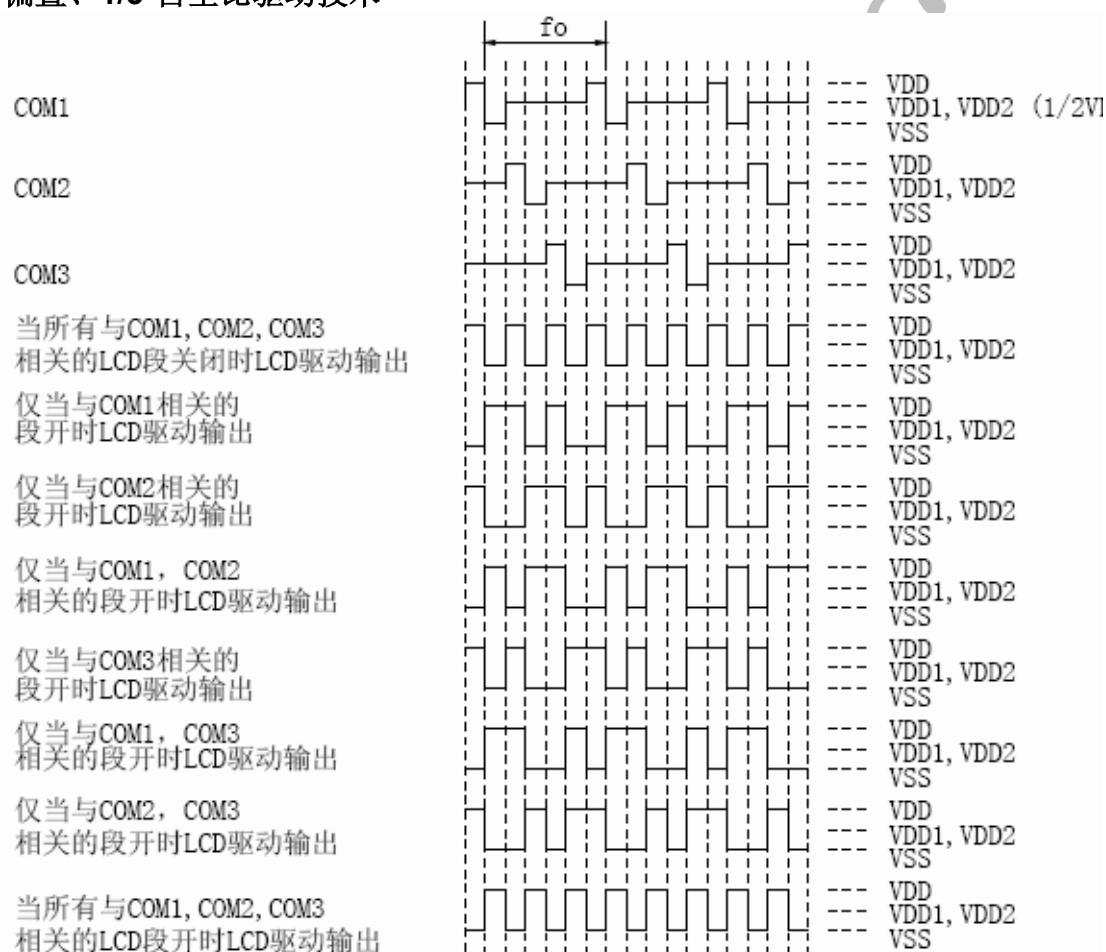 偏置、1/3 占空比驱动技术
fo
COM1
--- VDD
--- VDD1, VDD2 (1/2V
--- VSS
COM2
--- VDD
--- VDD1, VDD2
--- VSS
COM3
--- VDD
--- VDD1, VDD2
--- VSS
当所有与COM1, COM2, COM3
相关的LCD段关闭时LCD驱动输出
--- VDD
--- VDD1, VDD2
--- VSS
仅当与COM1相关的
段开时LCD驱动输出
--- VDD
--- VDD1, VDD2
--- VSS
仅当与COM2相关的
段开时LCD驱动输出
--- VDD
--- VDD1, VDD2
--- VSS
仅当与COM1, COM2
相关的段开时LCD驱动输出
--- VDD
--- VDD1, VDD2
--- VSS
仅当与COM3相关的
段开时LCD驱动输出
--- VDD
--- VDD1, VDD2
--- VSS
仅当与COM1, COM3
相关的段开时LCD驱动输出
--- VDD
--- VDD1, VDD2
--- VSS
仅当与COM2, COM3
相关的段开时LCD驱动输出
--- VDD
--- VDD1, VDD2
--- VSS
当所有与COM1, COM2, COM3
相关的LCD段开时LCD驱动输出
--- VDD
--- VDD1, VDD2
--- VSS